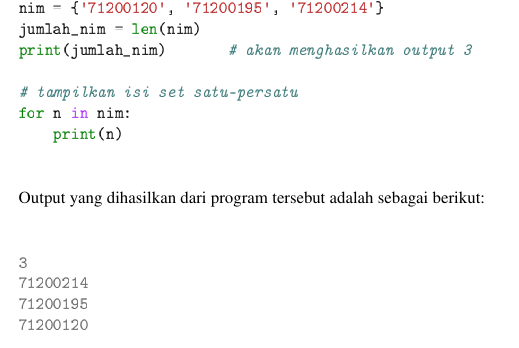 nim = {'71200120', '71200195', '71200214'}
jumlah_nim = len(nim)
print(jumlah_nim)       # akan menghasilkan output 3
# tampilkan isi set satu-persatu
for n in nim:
    print(n)
Output yang dihasilkan dari program tersebut adalah sebagai berikut:
3
71200214
71200195
71200120